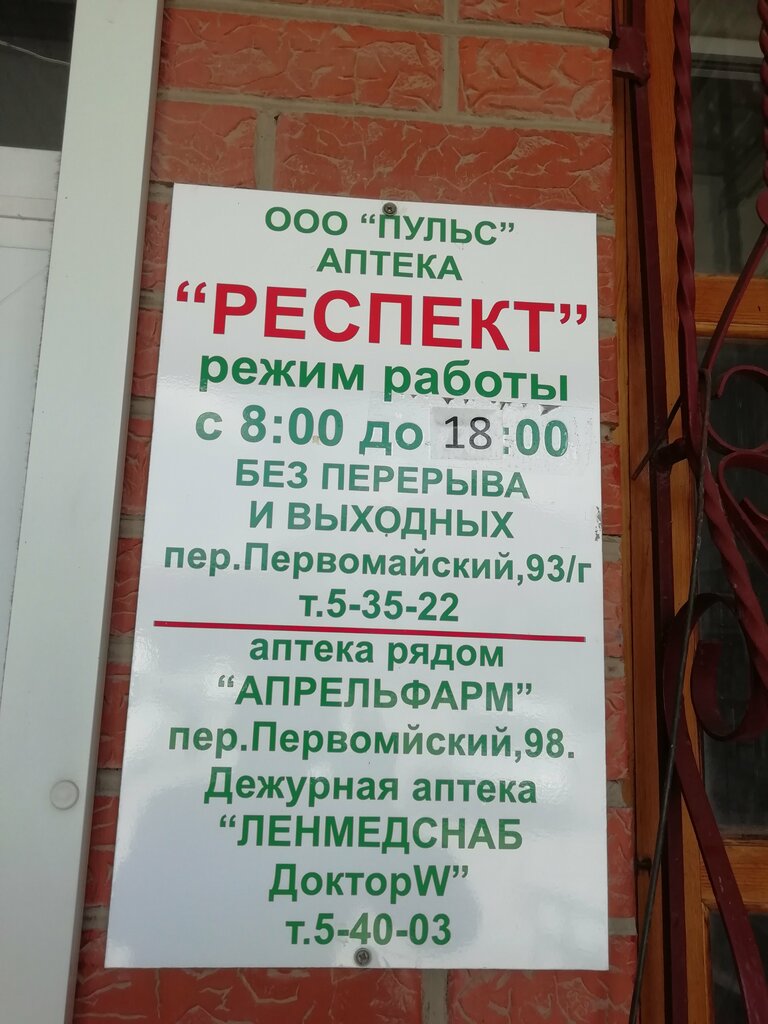 ООО “ПУЛЬС”
АПТЕКА
“РЕСПЕКТ”
режим работы
с 8:00 до 18:00
БЕЗ ПЕРЕРЫВА
И ВЫХОДНЫХ
пер.Первомайский,93/г
т.5-35-22
аптека рядом
“АПРЕЛЬФАРМ”
пер.Первомйский,98.
Дежурная аптека
“ЛЕНМЕДСНАБ
ДокторW”
т.5-40-03